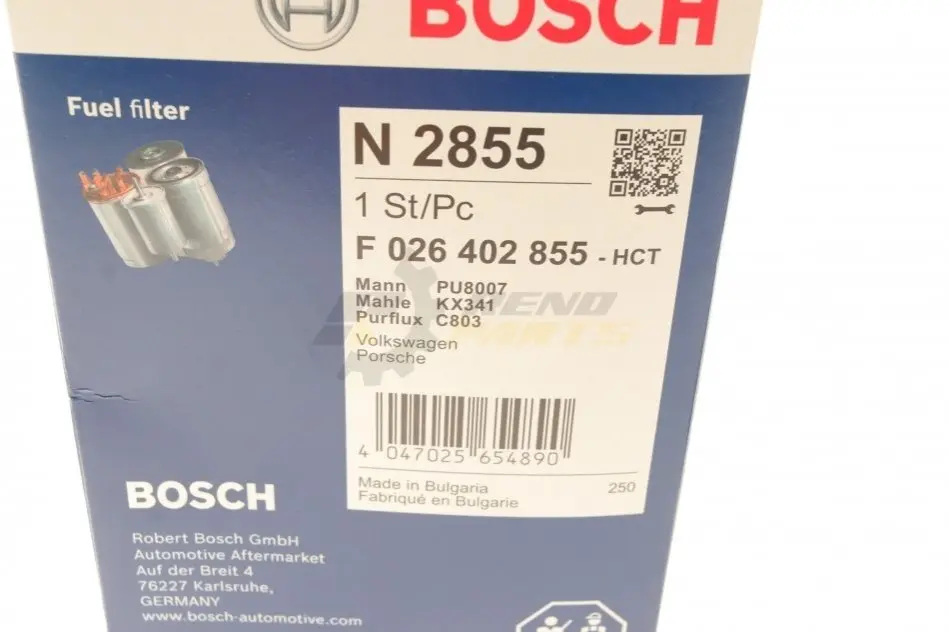 BOSCH
Fuel filter
N 2855
1 St/Pc
F 026 402 855 - HCT
Mann PU8007
Mahle KX341
Purflux C803
Volkswagen
Porsche
4 047025 654890
Made in Bulgaria 250
Fabriqué en Bulgarie
BOSCH
Robert Bosch GmbH
Automotive Aftermarket
Auf der Breit 4
76227 Karlsruhe,
GERMANY
www.bosch-automotive.com